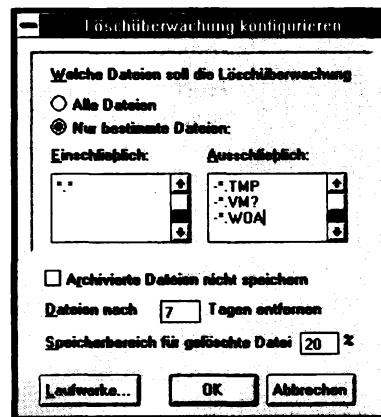 Löschüberwachung konfigurieren
Welche Dateien soll die Löschüberwachung
Alle Dateien
Nur bestimmte Dateien:
Einschließlich: Ausschließlich:
*.* -*.TMP
-*.VM?
-*.WOA
Archivierte Dateien nicht speichern
Dateien nach 7 Tagen entfernen
Speicherbereich für gelöschte Datei 20 %
Laufwerke... OK Abbrechen